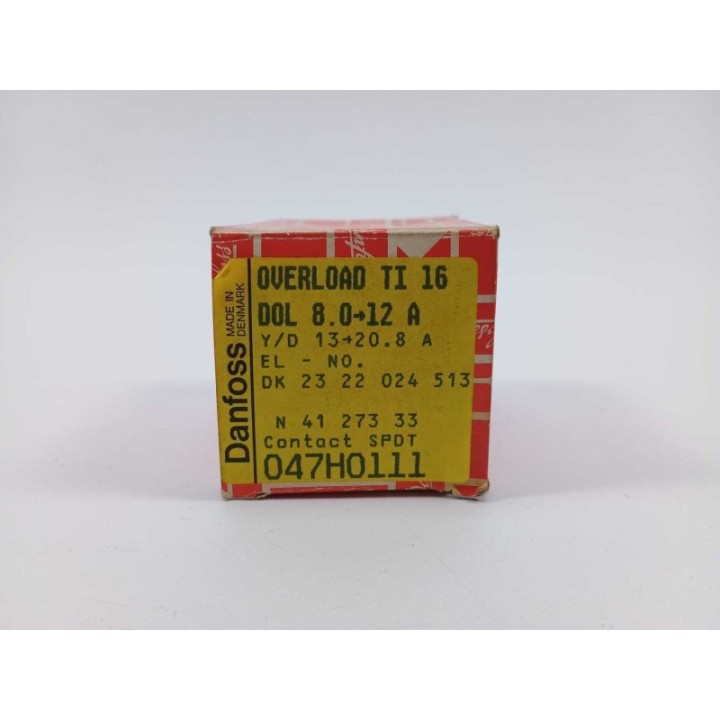 Danfoss
MADE IN
DENMARK
OVERLOAD TI 16
DOL 8.0→12 A
Y/D 13→20.8 A
EL - NO.
DK 23 22 024 513
N 41 273 33
Contact SPDT
047H0111